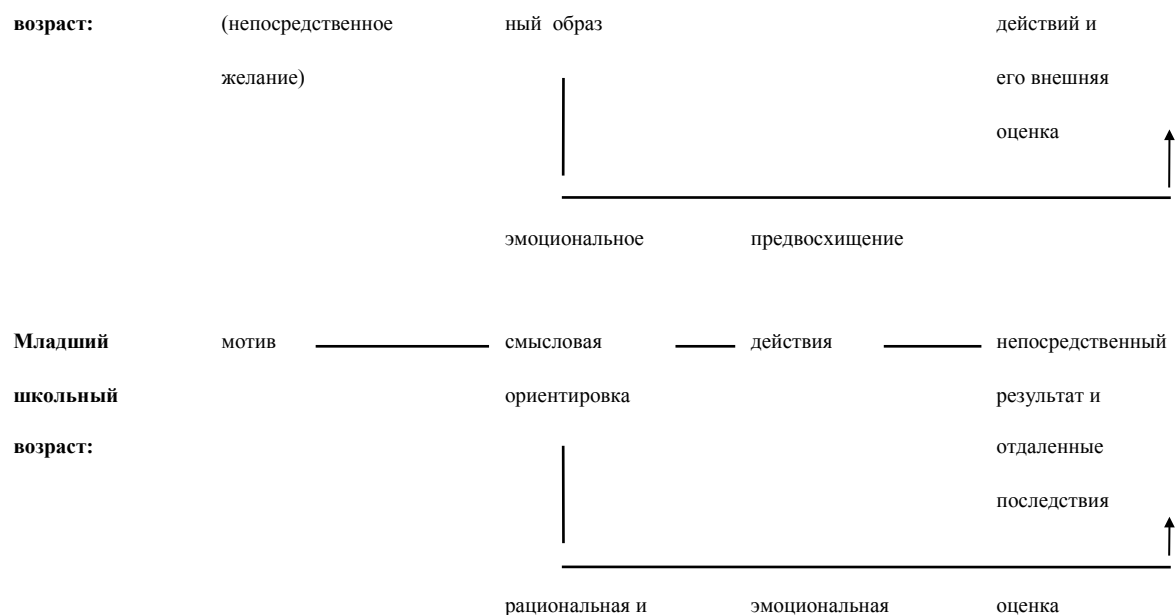 возраст: (непосредственное ный образ действий и
желание) его внешняя
оценка
эмоциональное предвосхищение
Младший мотив смысловая действия непосредственный
школьный ориентировка результат и
возраст: отдаленные
последствия
рациональная и эмоциональная оценка